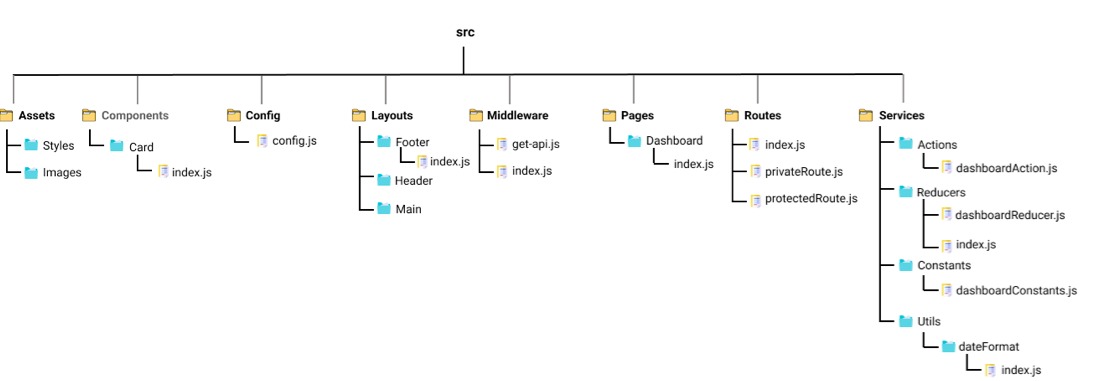 src
Assets
Styles
Images
Components
Card
index.js
Config
config.js
Layouts
Footer
index.js
Header
Main
Middleware
get-api.js
index.js
Pages
Dashboard
index.js
Routes
index.js
privateRoute.js
protectedRoute.js
Services
Actions
dashboardAction.js
Reducers
dashboardReducer.js
index.js
Constants
dashboardConstants.js
Utils
dateFormat
index.js